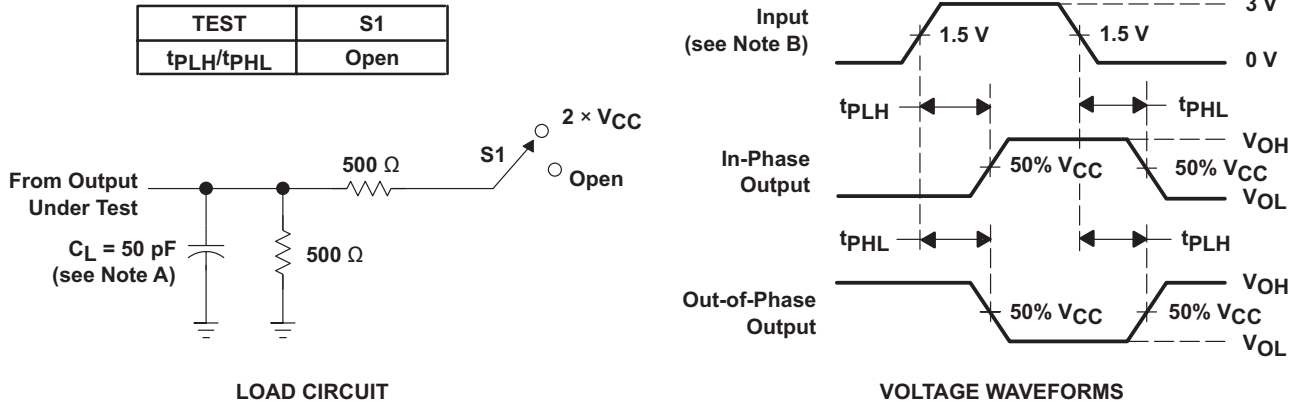 TEST S1
tPLH/tPHL Open
2 × VCC
S1
500 Ω
Open
From Output
Under Test
CL = 50 pF
(see Note A)
500 Ω
LOAD CIRCUIT
3 V
Input
(see Note B)
1.5 V
1.5 V
0 V
tPLH
tPHL
VOH
In-Phase
Output
50% VCC
50% VCC
VOL
tPHL
tPLH
VOH
Out-of-Phase
Output
50% VCC
50% VCC
VOL
VOLTAGE WAVEFORMS